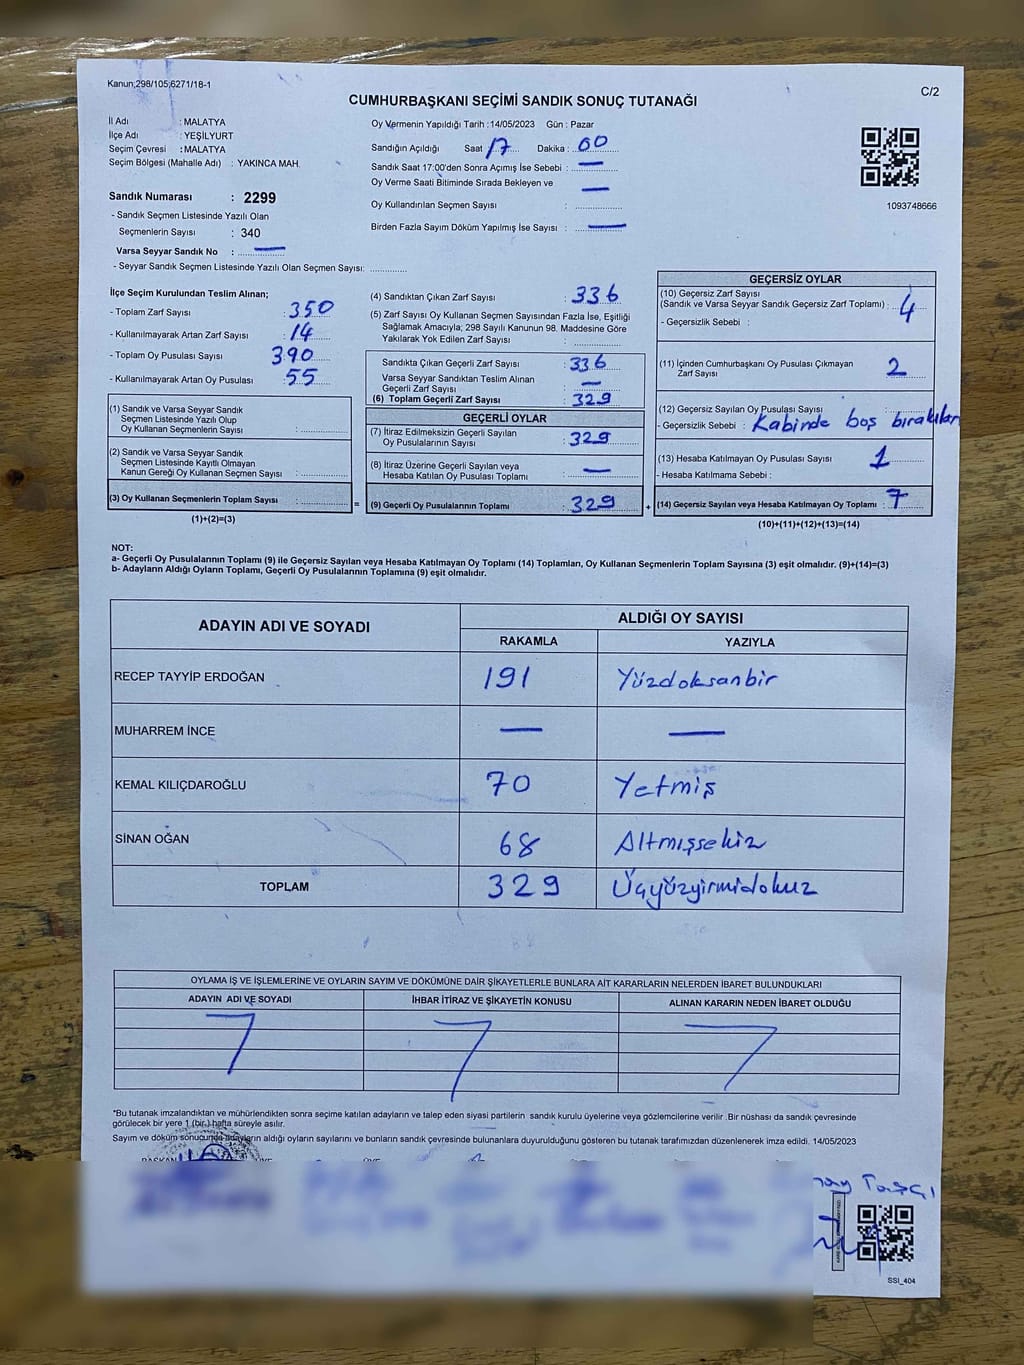 Kanun;298/105,6271/18-1
C/2
CUMHURBAŞKANI SEÇİMİ SANDIK SONUÇ TUTANAĞI
İl Adı : MALATYA
İlçe Adı : YEŞİLYURT
Seçim Çevresi : MALATYA
Seçim Bölgesi (Mahalle Adı) : YAKINCA MAH.
Sandık Numarası : 2299
- Sandık Seçmen Listesinde Yazılı Olan
Seçmenlerin Sayısı : 340
Varsa Seyyar Sandık No : —
- Seyyar Sandık Seçmen Listesinde Yazılı Olan Seçmen Sayısı: ............
Oy Vermenin Yapıldığı Tarih :14/05/2023 Gün : Pazar
Sandığın Açıldığı Saat 17 Dakika : 00
Sandık Saat 17:00'den Sonra Açımış İse Sebebi : —
Oy Verme Saati Bitiminde Sırada Bekleyen ve —
Oy Kullandırılan Seçmen Sayısı : ............
Birden Fazla Sayım Döküm Yapılmış İse Sayısı : —
1093748666
İlçe Seçim Kurulundan Teslim Alınan;
- Toplam Zarf Sayısı : 350
- Kullanılmayarak Artan Zarf Sayısı : 14
- Toplam Oy Pusulası Sayısı : 390
- Kullanılmayarak Artan Oy Pusulası : 55
(1) Sandık ve Varsa Seyyar Sandık
Seçmen Listesinde Yazılı Olup
Oy Kullanan Seçmenlerin Sayısı : ............
(2) Sandık ve Varsa Seyyar Sandık
Seçmen Listesinde Kayıtlı Olmayan
Kanun Gereği Oy Kullanan Seçmen Sayısı : ............
(3) Oy Kullanan Seçmenlerin Toplam Sayısı : ............
(1)+(2)=(3)
(4) Sandıktan Çıkan Zarf Sayısı : 336
(5) Zarf Sayısı Oy Kullanan Seçmen Sayısından Fazla İse, Eşitliği
Sağlamak Amacıyla; 298 Sayılı Kanunun 98. Maddesine Göre
Yakılarak Yok Edilen Zarf Sayısı : ............
Sandıkta Çıkan Geçerli Zarf Sayısı : 336
Varsa Seyyar Sandıktan Teslim Alınan
Geçerli Zarf Sayısı : —
(6) Toplam Geçerli Zarf Sayısı : 329
GEÇERLİ OYLAR
(7) İtiraz Edilmeksizin Geçerli Sayılan
Oy Pusulalarının Sayısı : 329
(8) İtiraz Üzerine Geçerli Sayılan veya
Hesaba Katılan Oy Pusulaları Toplamı : —
= (9) Geçerli Oy Pusulalarının Toplamı : 329
GEÇERSİZ OYLAR
(10) Geçersiz Zarf Sayısı
(Sandık ve Varsa Seyyar Sandık Geçersiz Zarf Toplamı) : 4
- Geçersizlik Sebebi :
(11) İçinden Cumhurbaşkanı Oy Pusulası Çıkmayan
Zarf Sayısı : 2
(12) Geçersiz Sayılan Oy Pusulası Sayısı :
- Geçersizlik Sebebi : Kabinde boş bırakılan
(13) Hesaba Katılmayan Oy Pusulası Sayısı : 1
- Hesaba Katılmama Sebebi :
+ (14) Geçersiz Sayılan veya Hesaba Katılmayan Oy Toplamı : 7
(10)+(11)+(12)+(13)=(14)
NOT:
a- Geçerli Oy Pusulalarının Toplamı (9) ile Geçersiz Sayılan veya Hesaba Katılmayan Oy Toplamı (14) Toplamları, Oy Kullanan Seçmenlerin Toplam Sayısına (3) eşit olmalıdır. (9)+(14)=(3)
b- Adayların Aldığı Oyların Toplamı, Geçerli Oy Pusulalarının Toplamına (9) eşit olmalıdır.
ADAYIN ADI VE SOYADI ALDIĞI OY SAYISI
RAKAMLA YAZIYLA
RECEP TAYYİP ERDOĞAN 191 Yüzdoksanbir
MUHARREM İNCE — —
KEMAL KILIÇDAROĞLU 70 Yetmiş
SİNAN OĞAN 68 Altmışsekiz
TOPLAM 329 Üçyüzyirmidokuz
OYLAMA İŞ VE İŞLEMLERİNE VE OYLARIN SAYIM VE DÖKÜMÜNE DAİR ŞİKAYETLERLE BUNLARA AİT KARARLARIN NELERDEN İBARET BULUNDUKLARI
ADAYIN ADI VE SOYADI İHBAR İTİRAZ VE ŞİKAYETİN KONUSU ALINAN KARARIN NEDEN İBARET OLDUĞU
*Bu tutanak imzalandıktan ve mühürlendikten sonra seçime katılan adayların ve talep eden siyasi partilerin sandık kurulu üyelerine veya gözlemcilerine verilir .Bir nüshası da sandık çevresinde
görülecek bir yere 1 (bir) hafta süreyle asılır.
Sayım ve döküm sonucunda adayların aldığı oyların sayılarını ve bunların sandık çevresinde bulunanlara duyurulduğunu gösteren bu tutanak tarafımızdan düzenlenerek imza edildi. 14/05/2023
BAŞKAN ÜYE ÜYE
Taşçı
SSI_404